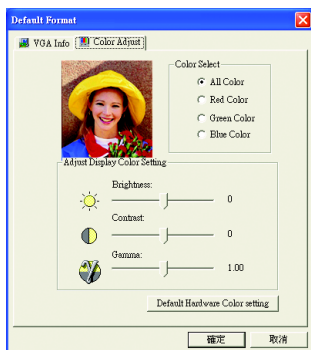 Default Format
VGA Info
Color Adjust
Color Select
All Color
Red Color
Green Color
Blue Color
Adjust Display Color Setting
Brightness:
0
Contrast:
0
Gamma:
1.00
Default Hardware Color setting
確定
取消